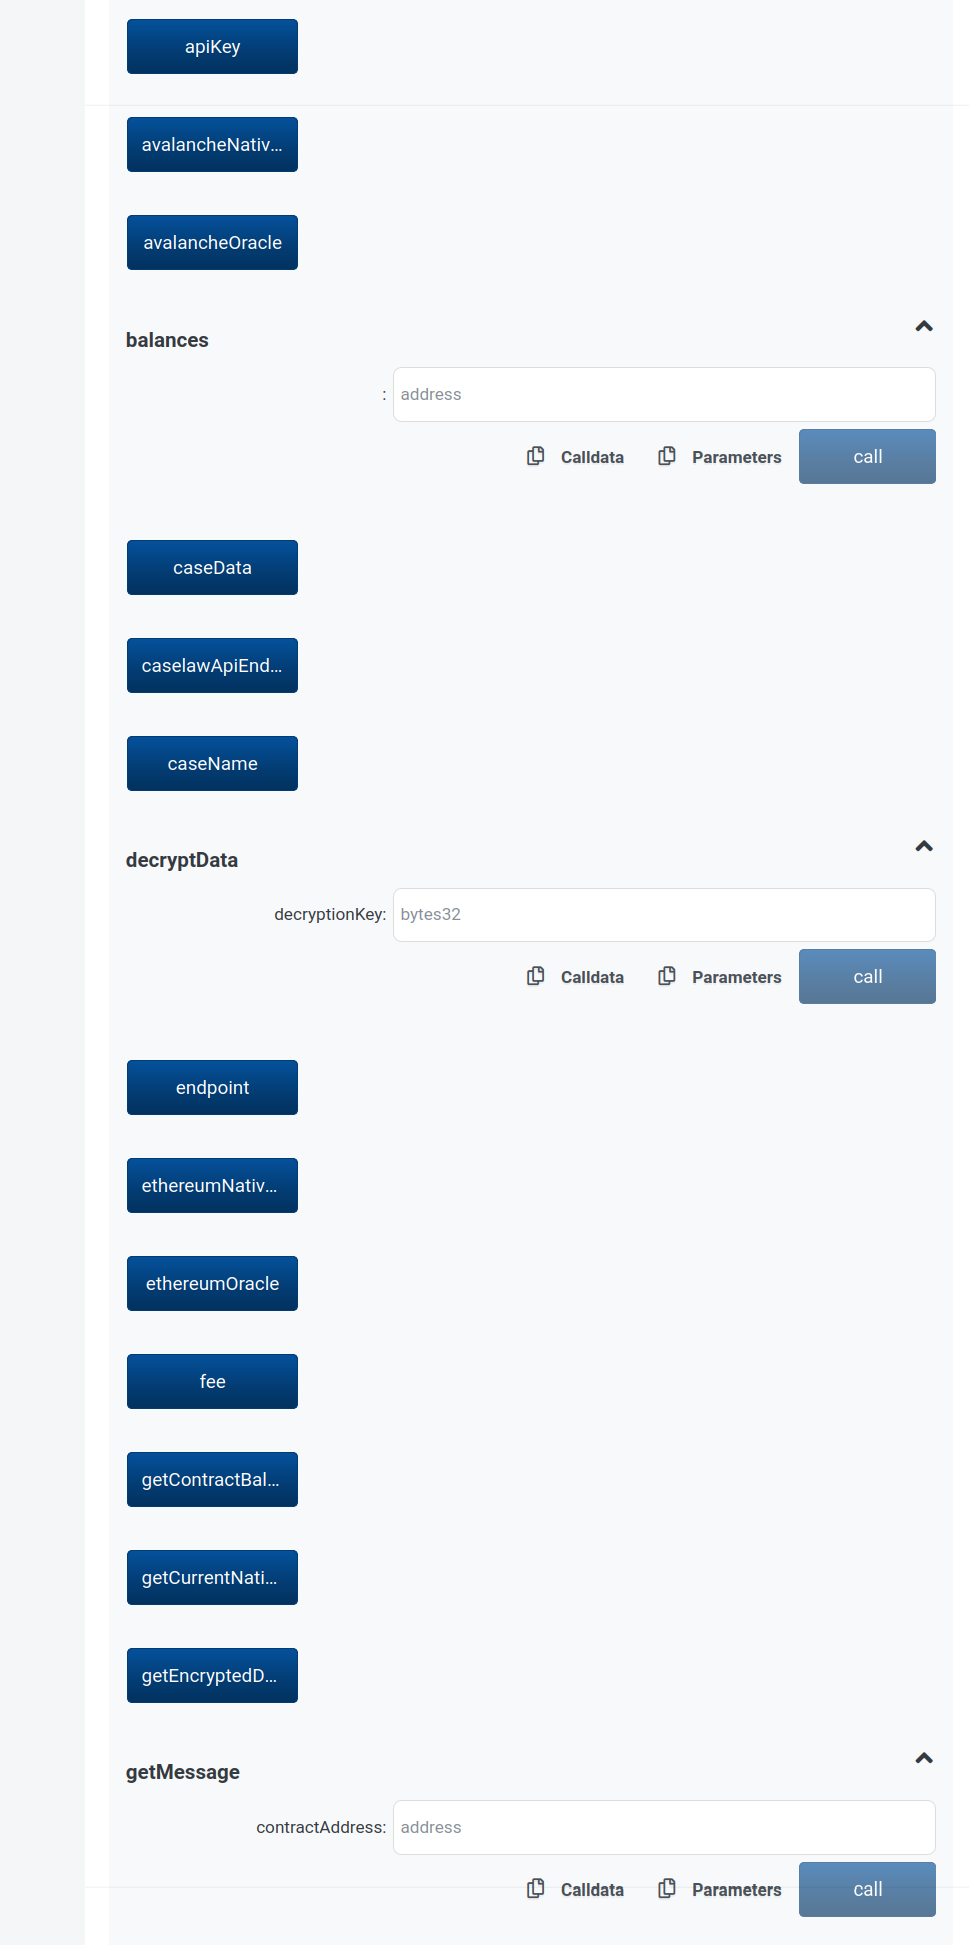 apiKey
avalancheNativ...
avalancheOracle
balances
: address
Calldata Parameters call
caseData
caselawApiEnd...
caseName
decryptData
decryptionKey: bytes32
Calldata Parameters call
endpoint
ethereumNativ...
ethereumOracle
fee
getContractBal...
getCurrentNati...
getEncryptedD...
getMessage
contractAddress: address
Calldata Parameters call